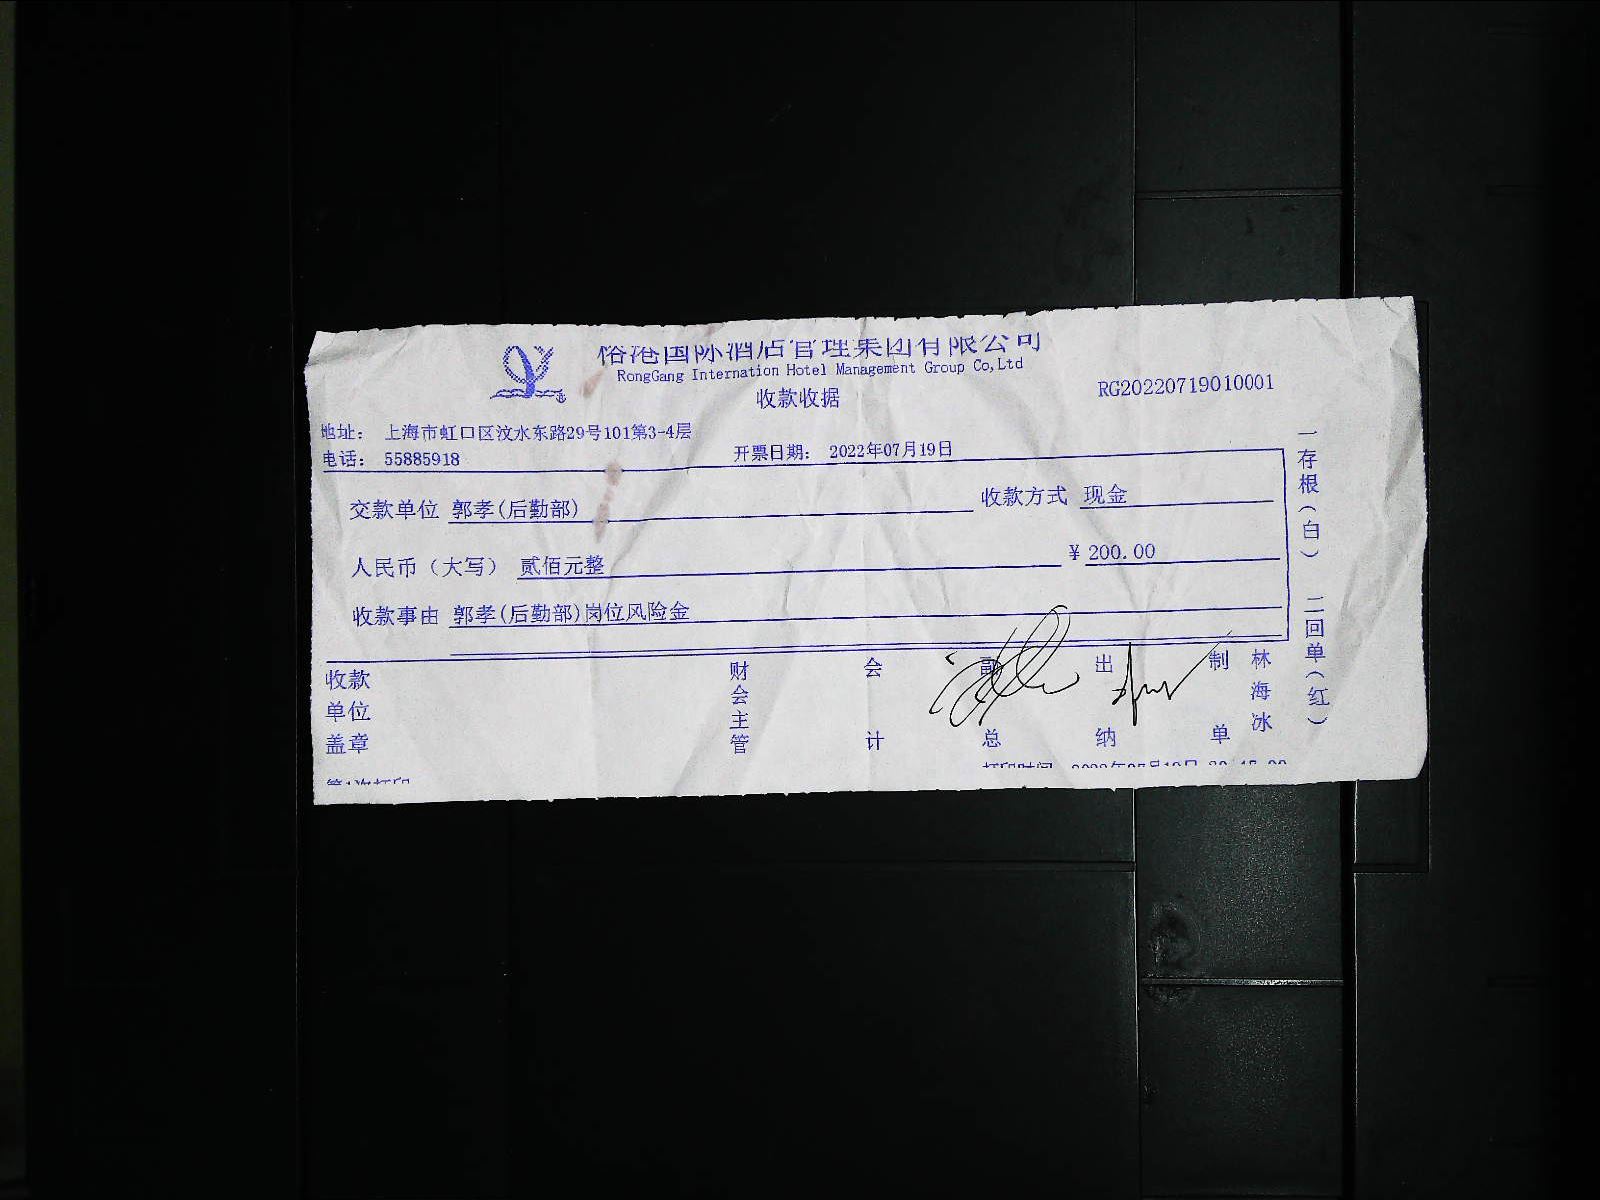 国际酒店管理集团有限公司
RongGang Internation Hotel Management Group Co,Ltd
收款收据
RG20220719010001
地址： 上海市虹口区汶水东路29号101第3-4层
电话： 55885918
开票日期： 2022年07月19日
交款单位 郭孝(后勤部)
收款方式 现金
人民币（大写） 贰佰元整
¥ 200.00
收款事由 郭孝(后勤部)岗位风险金
收款单位盖章
财会主管
会计
副总
出纳
制单
林海冰
一存根（白） 二回单（红）